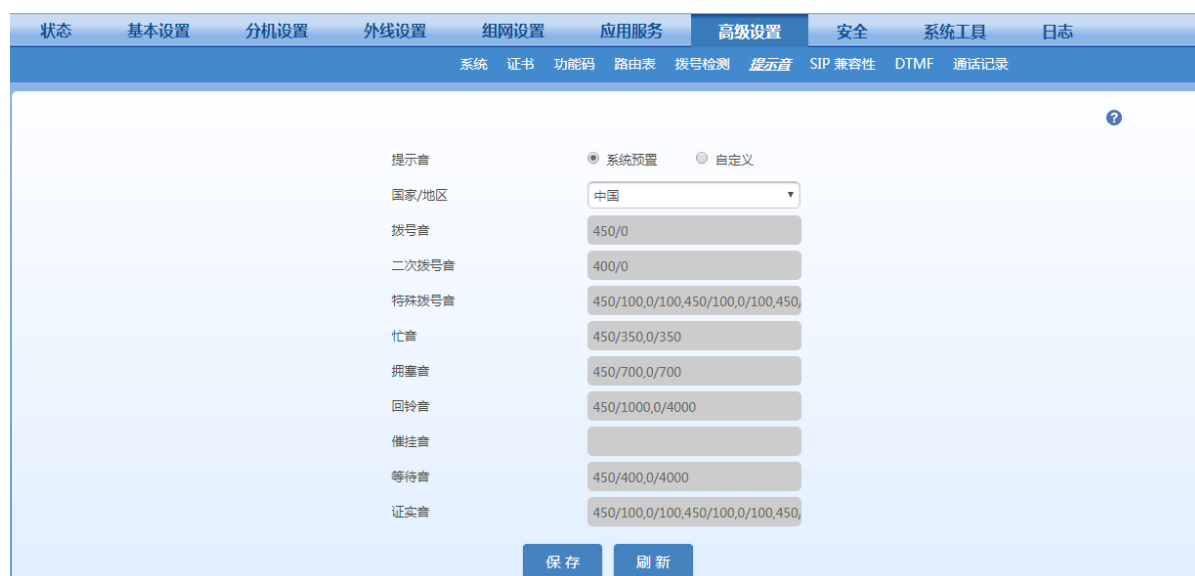 状态 基本设置 分机设置 外线设置 组网设置 应用服务 高级设置 安全 系统工具 日志
系统 证书 功能码 路由表 拨号检测 提示音 SIP 兼容性 DTMF 通话记录
?
提示音 系统预置 自定义
国家/地区 中国
拨号音 450/0
二次拨号音 400/0
特殊拨号音 450/100,0/100,450/100,0/100,450/
忙音 450/350,0/350
拥塞音 450/700,0/700
回铃音 450/1000,0/4000
催挂音
等待音 450/400,0/4000
证实音 450/100,0/100,450/100,0/100,450/
保存 刷新